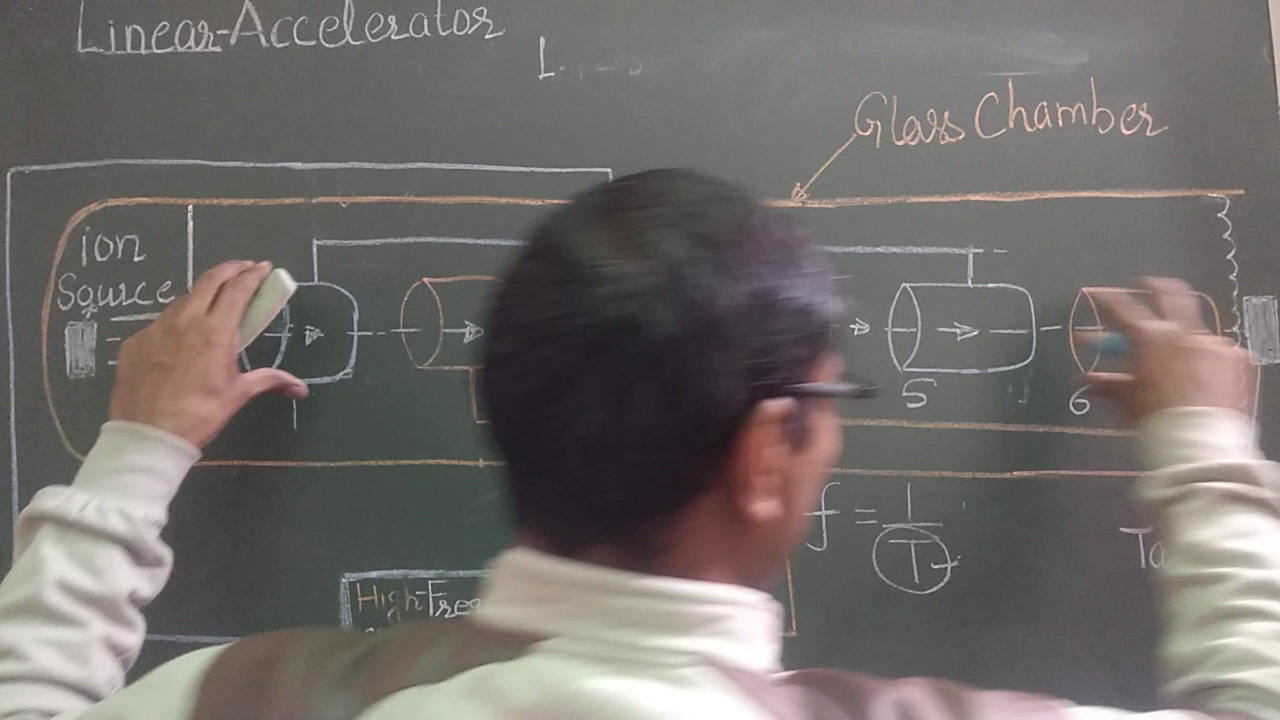 Linear-Accelerator
Glass Chamber
ion
Source
5
6
f = 1/T
High-Freq